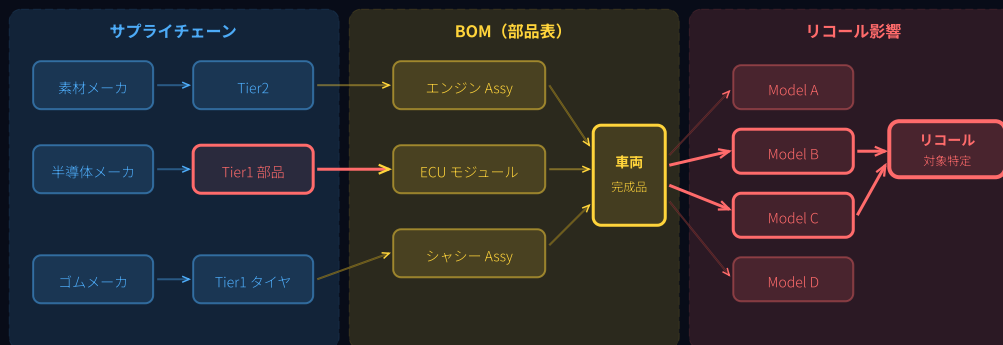 サプライチェーン
素材メーカ
Tier2
半導体メーカ
Tier1 部品
ゴムメーカ
Tier1 タイヤ
BOM（部品表）
エンジン Assy
ECU モジュール
シャシー Assy
車両
完成品
リコール影響
Model A
Model B
Model C
Model D
リコール
対象特定